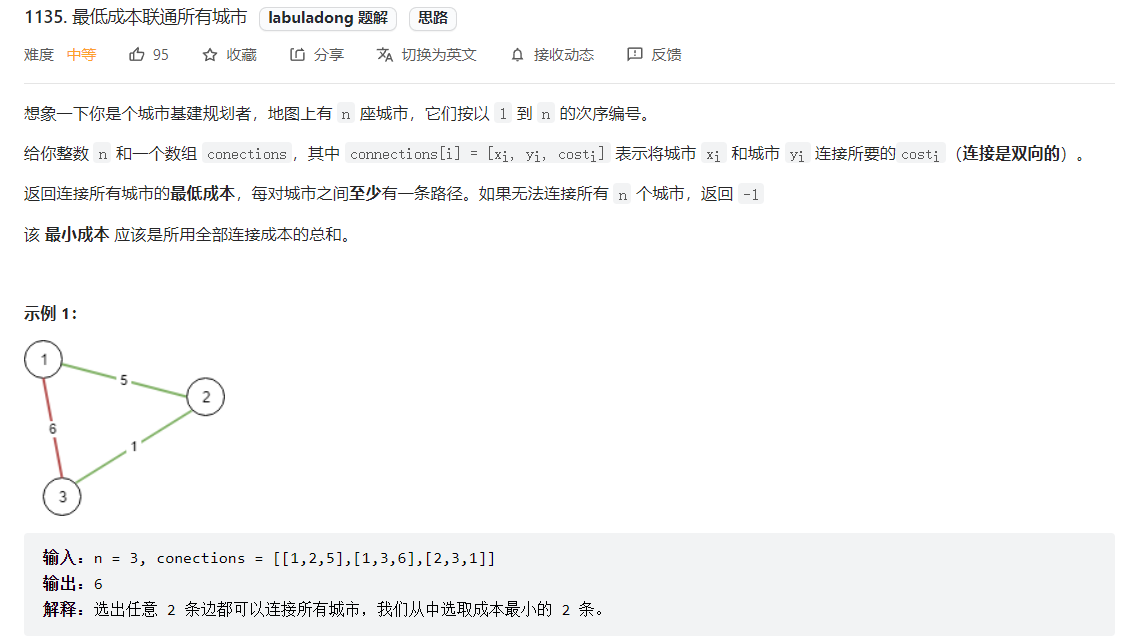 1135. 最低成本联通所有城市 labuladong 题解 思路
难度 中等 95 收藏 分享 切换为英文 接收动态 反馈
想象一下你是个城市基建规划者，地图上有 n 座城市，它们按以 1 到 n 的次序编号。
给你整数 n 和一个数组 conections，其中 connections[i] = [xi, yi, costi] 表示将城市 xi 和城市 yi 连接所要的costi（连接是双向的）。
返回连接所有城市的最低成本，每对城市之间至少有一条路径。如果无法连接所有 n 个城市，返回 -1
该 最小成本 应该是所用全部连接成本的总和。
示例 1：
1
5
2
6
1
3
输入：n = 3, conections = [[1,2,5],[1,3,6],[2,3,1]]
输出：6
解释：选出任意 2 条边都可以连接所有城市，我们从中选取成本最小的 2 条。